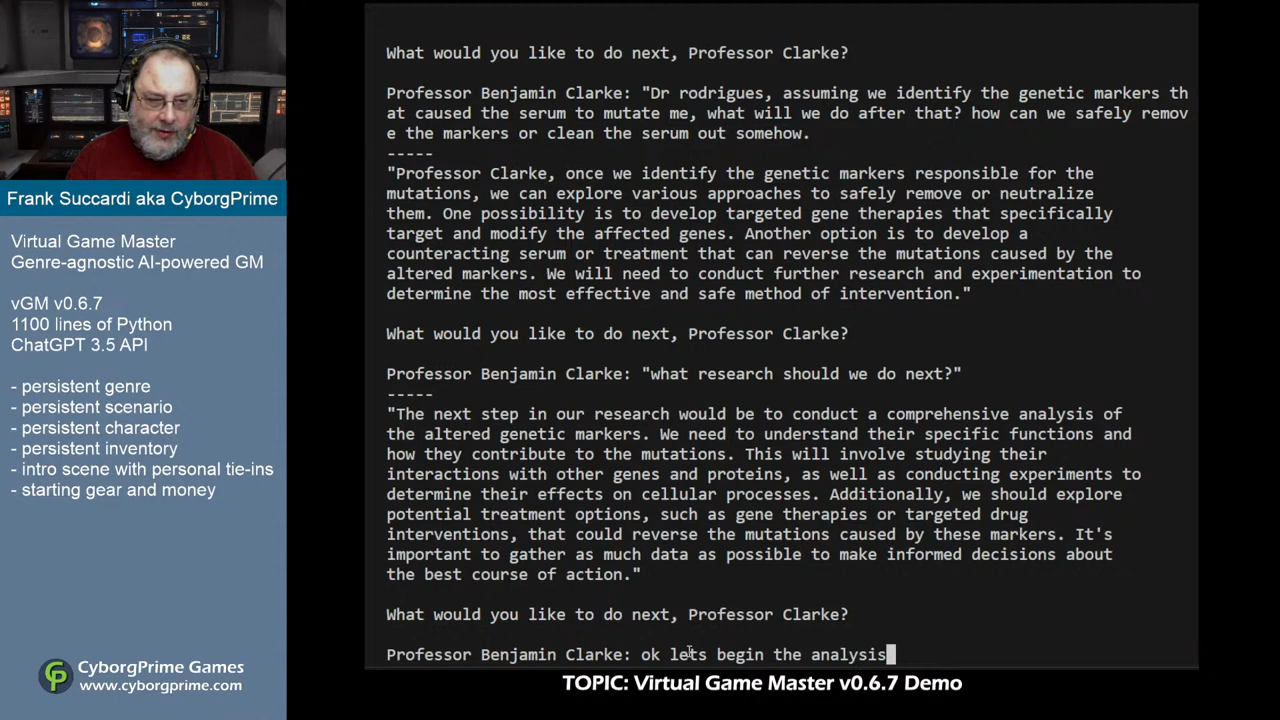 What would you like to do next, Professor Clarke?
Professor Benjamin Clarke: "Dr rodrigues, assuming we identify the genetic markers th
at caused the serum to mutate me, what will we do after that? how can we safely remov
e the markers or clean the serum out somehow.
-----
"Professor Clarke, once we identify the genetic markers responsible for the
mutations, we can explore various approaches to safely remove or neutralize
them. One possibility is to develop targeted gene therapies that specifically
target and modify the affected genes. Another option is to develop a
counteracting serum or treatment that can reverse the mutations caused by the
altered markers. We will need to conduct further research and experimentation to
determine the most effective and safe method of intervention."
What would you like to do next, Professor Clarke?
Professor Benjamin Clarke: "what research should we do next?"
-----
"The next step in our research would be to conduct a comprehensive analysis of
the altered genetic markers. We need to understand their specific functions and
how they contribute to the mutations. This will involve studying their
interactions with other genes and proteins, as well as conducting experiments to
determine their effects on cellular processes. Additionally, we should explore
potential treatment options, such as gene therapies or targeted drug
interventions, that could reverse the mutations caused by these markers. It's
important to gather as much data as possible to make informed decisions about
the best course of action."
What would you like to do next, Professor Clarke?
Professor Benjamin Clarke: ok lets begin the analysis
Frank Succardi aka CyborgPrime
Virtual Game Master
Genre-agnostic AI-powered GM
vGM v0.6.7
1100 lines of Python
ChatGPT 3.5 API
- persistent genre
- persistent scenario
- persistent character
- persistent inventory
- intro scene with personal tie-ins
- starting gear and money
CP
CyborgPrime Games
www.cyborgprime.com
TOPIC: Virtual Game Master v0.6.7 Demo